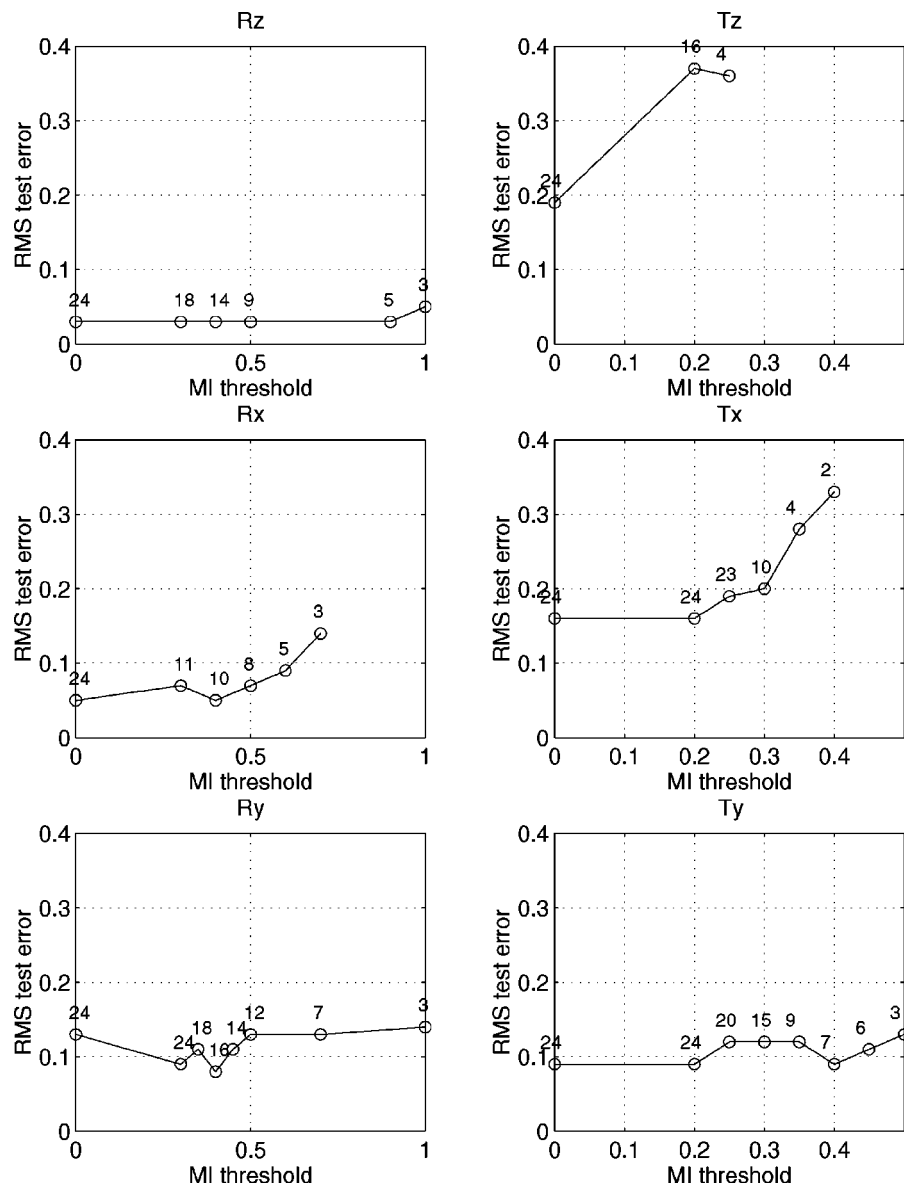 Rz
0.4
0.3
0.2
0.1
0
RMS test error
24 18 14 9 5 3
0 0.5 1
MI threshold
Tz
0.4
0.3
0.2
0.1
0
RMS test error
24 16 4
0 0.1 0.2 0.3 0.4
MI threshold
Rx
0.4
0.3
0.2
0.1
0
RMS test error
24 11 10 8 5 3
0 0.5 1
MI threshold
Tx
0.4
0.3
0.2
0.1
0
RMS test error
24 24 23 10 4 2
0 0.1 0.2 0.3 0.4
MI threshold
Ry
0.4
0.3
0.2
0.1
0
RMS test error
24 24 18 16 14 12 7 3
0 0.5 1
MI threshold
Ty
0.4
0.3
0.2
0.1
0
RMS test error
24 24 20 15 9 7 6 3
0 0.1 0.2 0.3 0.4
MI threshold